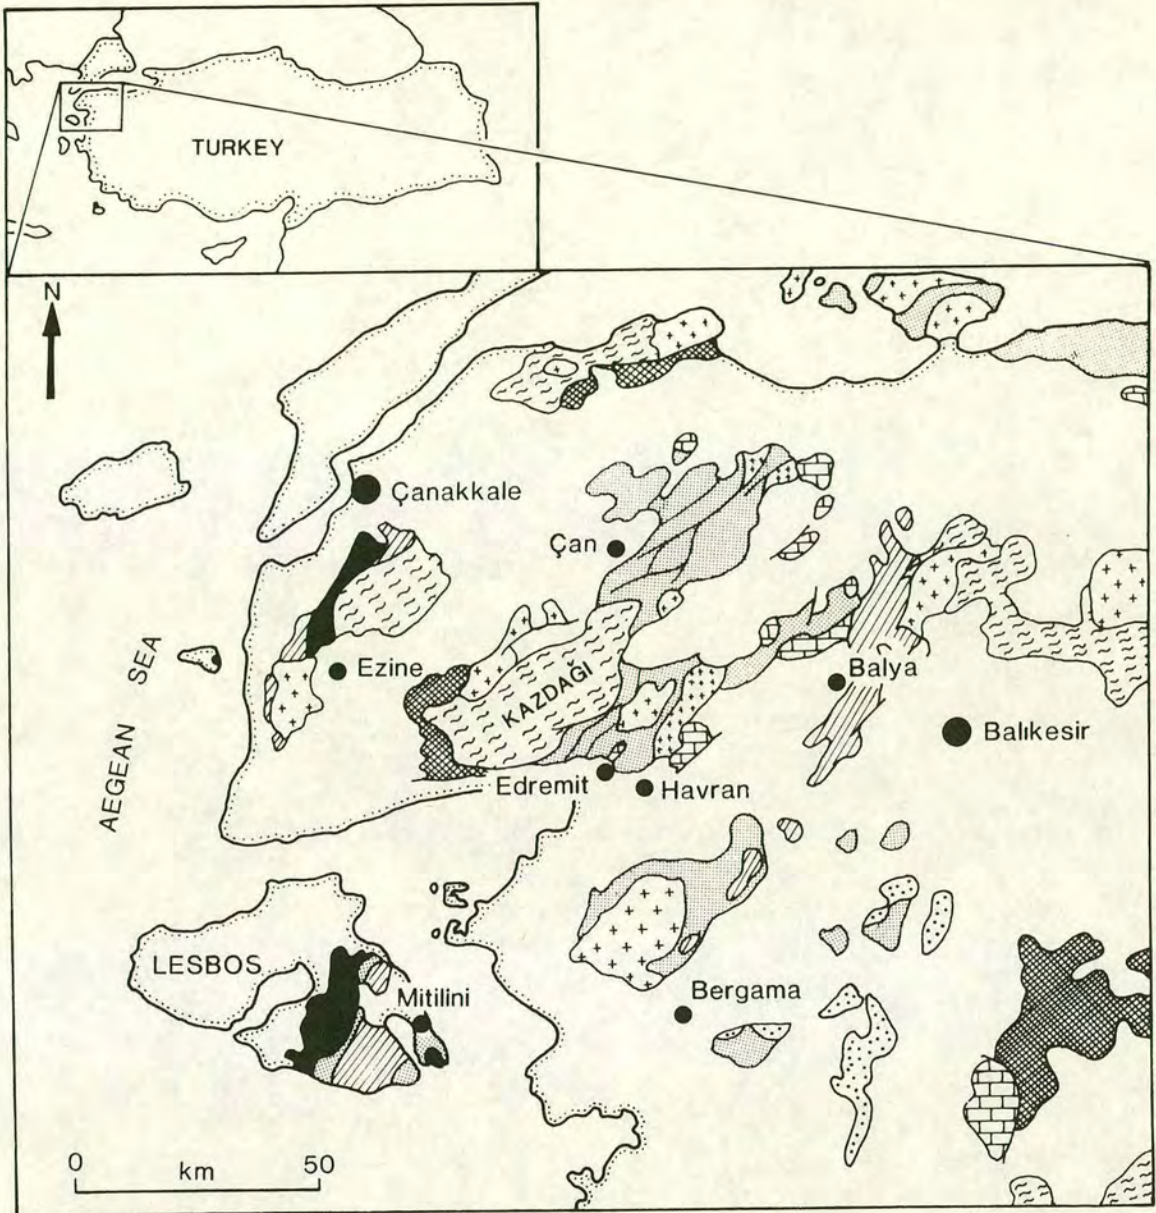 TURKEY
N
Çanakkale
Çan
AEGEAN SEA
Ezine
KAZDAĞI
Balya
Balıkesir
Edremit
Havran
LESBOS
Mitilini
Bergama
0 50
km